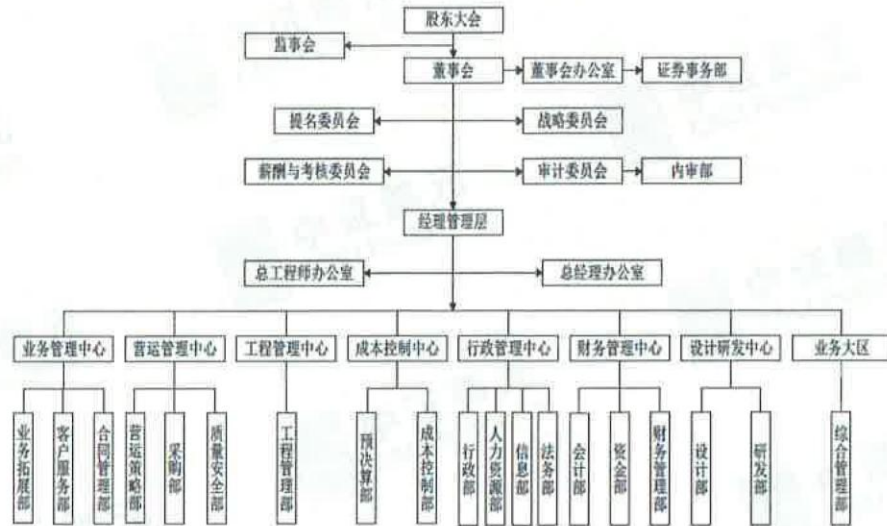 股东大会
监事会
董事会 董事会办公室 证券事务部
提名委员会 战略委员会
薪酬与考核委员会 审计委员会 内审部
经理管理层
总工程师办公室 总经理办公室
业务管理中心 营运管理中心 工程管理中心 成本控制中心 行政管理中心 财务管理中心 设计研发中心 业务大区
业务拓展部
客户服务部
合同管理部
营运策略部
采购部
质量安全部
工程管理部
预决算部
成本控制部
行政部
人力资源部
信息部
法务部
会计部
资金部
财务管理部
设计部
研发部
综合管理部